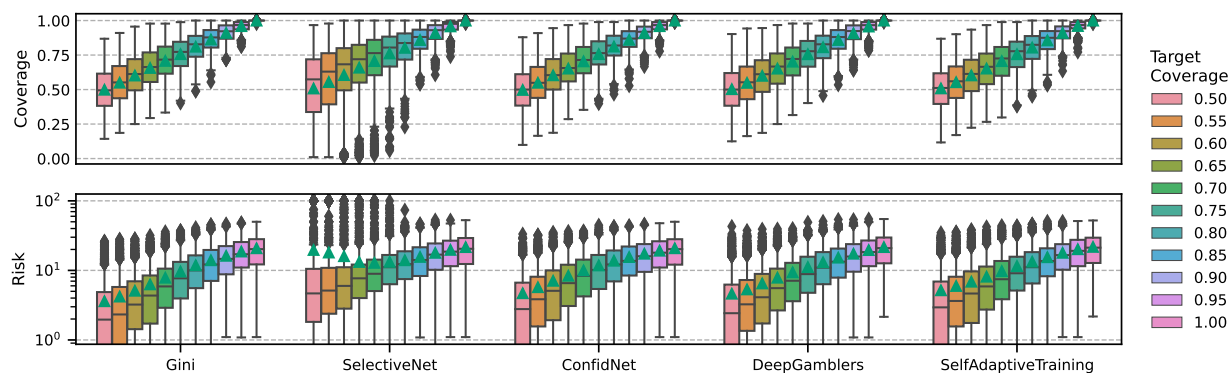 Coverage
1.00
0.75
0.50
0.25
0.00
Risk
10²
10¹
10⁰
Gini
SelectiveNet
ConfidNet
DeepGamblers
SelfAdaptiveTraining
Target
Coverage
0.50
0.55
0.60
0.65
0.70
0.75
0.80
0.85
0.90
0.95
1.00